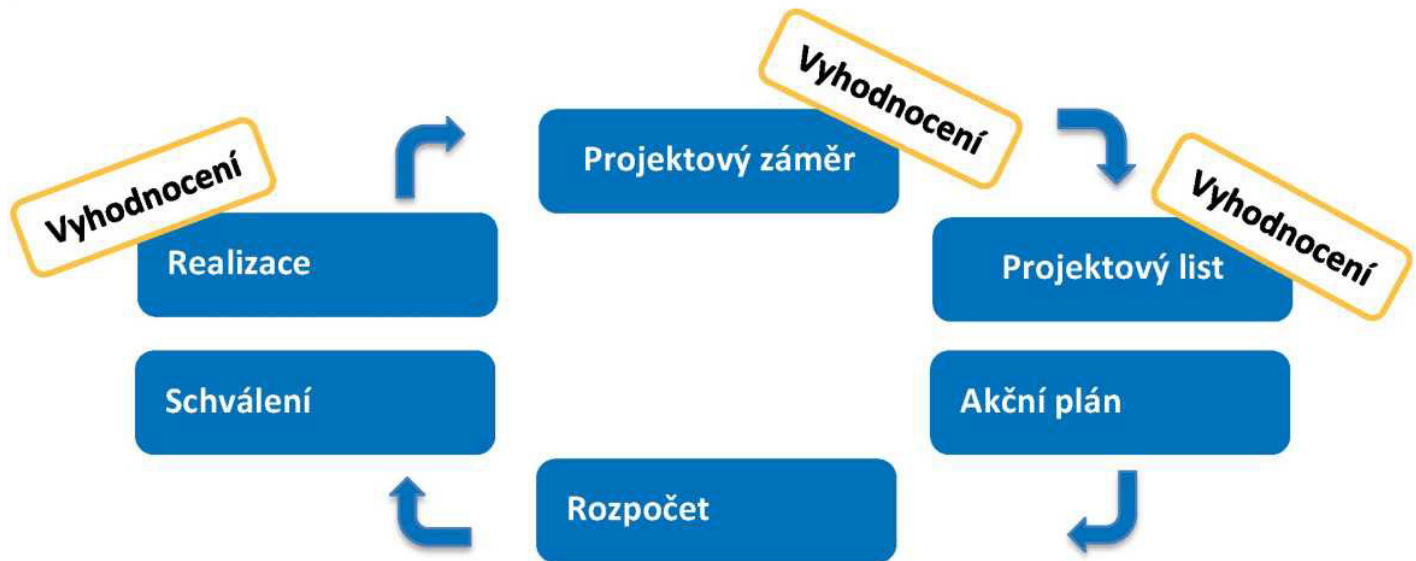 Vyhodnocení
Projektový záměr
Vyhodnocení
Vyhodnocení
Realizace
Projektový list
Schválení
Akční plán
Rozpočet